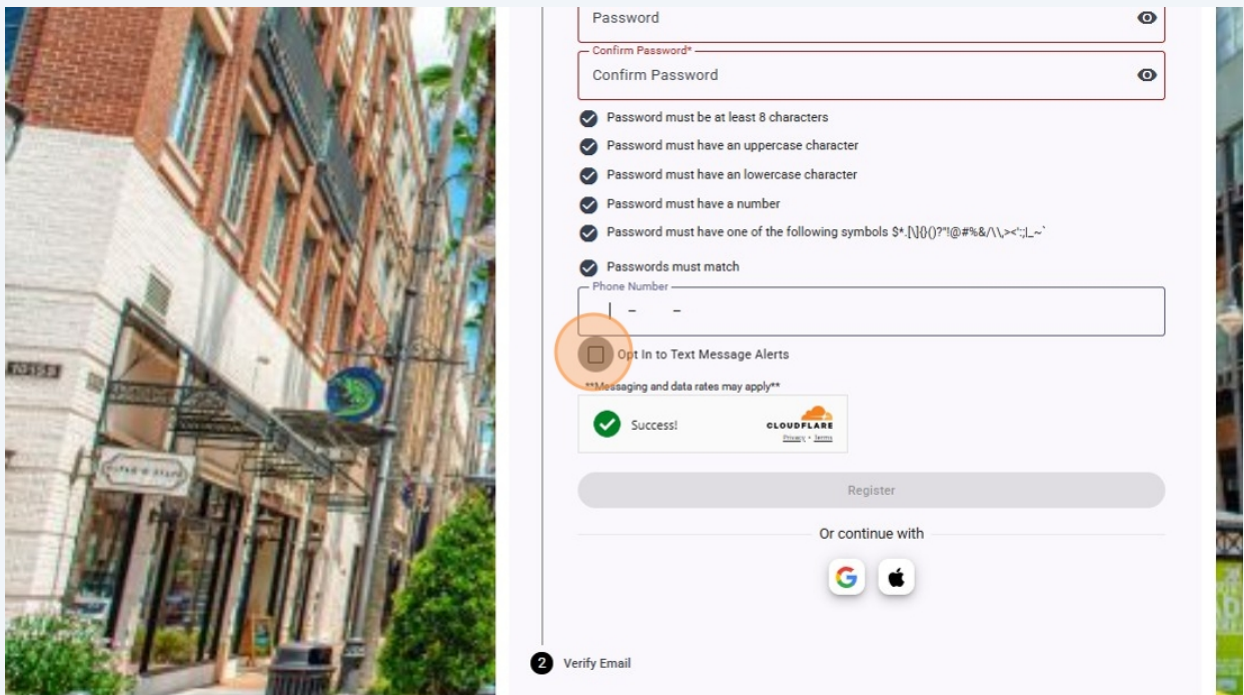 Password
Confirm Password*
Confirm Password
Password must be at least 8 characters
Password must have an uppercase character
Password must have an lowercase character
Password must have a number
Password must have one of the following symbols $*.[\]{}()?"!@#%&/\\,><':;|_~`
Passwords must match
Phone Number
– –
Opt In to Text Message Alerts
**Messaging and data rates may apply**
Success!
CLOUDFLARE
Privacy • Terms
Register
Or continue with
2 Verify Email